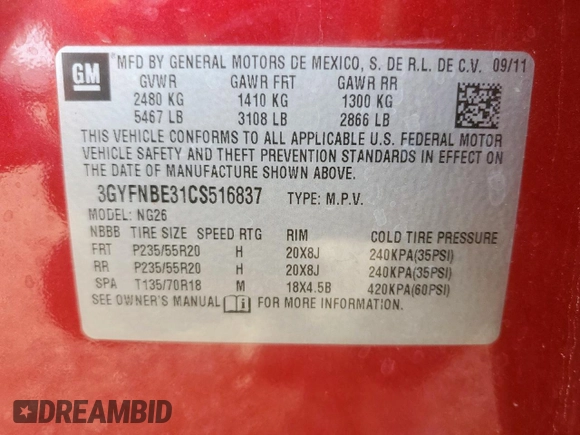 GM
MFD BY GENERAL MOTORS DE MEXICO, S. DE R.L. DE C.V. 09/11
GVWR GAWR FRT GAWR RR
2480 KG 1410 KG 1300 KG
5467 LB 3108 LB 2866 LB
THIS VEHICLE CONFORMS TO ALL APPLICABLE U.S. FEDERAL MOTOR
VEHICLE SAFETY AND THEFT PREVENTION STANDARDS IN EFFECT ON
THE DATE OF MANUFACTURE SHOWN ABOVE.
3GYFNBE31CS516837 TYPE: M.P.V.
MODEL: NG26
NBBB TIRE SIZE SPEED RTG RIM COLD TIRE PRESSURE
FRT P235/55R20 H 20X8J 240KPA(35PSI)
RR P235/55R20 H 20X8J 240KPA(35PSI)
SPA T135/70R18 M 18X4.5B 420KPA(60PSI)
SEE OWNER'S MANUAL i FOR MORE INFORMATION.
DREAMBID